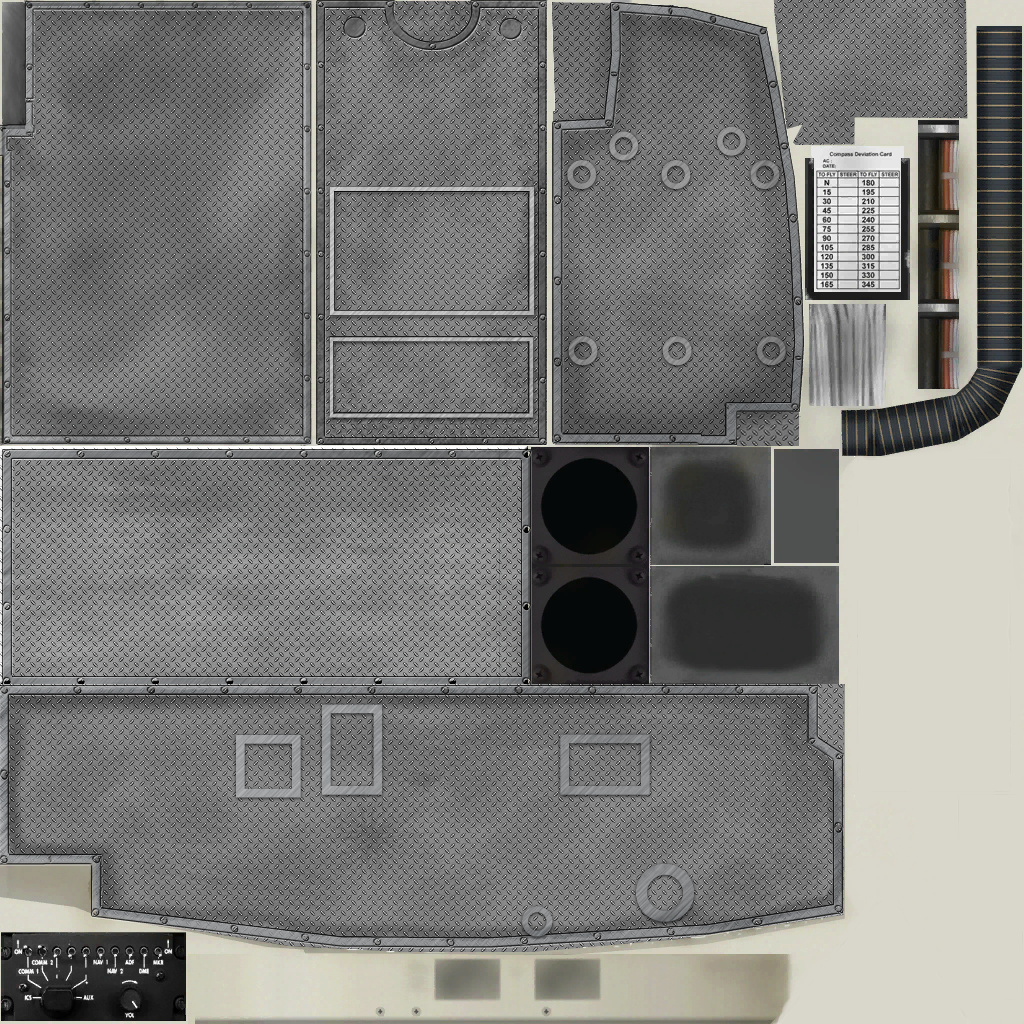 Compass Deviation Card
AC:
DATE:
TO FLY STEER TO FLY STEER
N 180
15 195
30 210
45 225
60 240
75 255
90 270
105 285
120 300
135 315
150 330
165 345
ON ON
COMM 2 NAV 1 ADF MKR
COMM 1 NAV 2 DME
ICS AUX
VOL